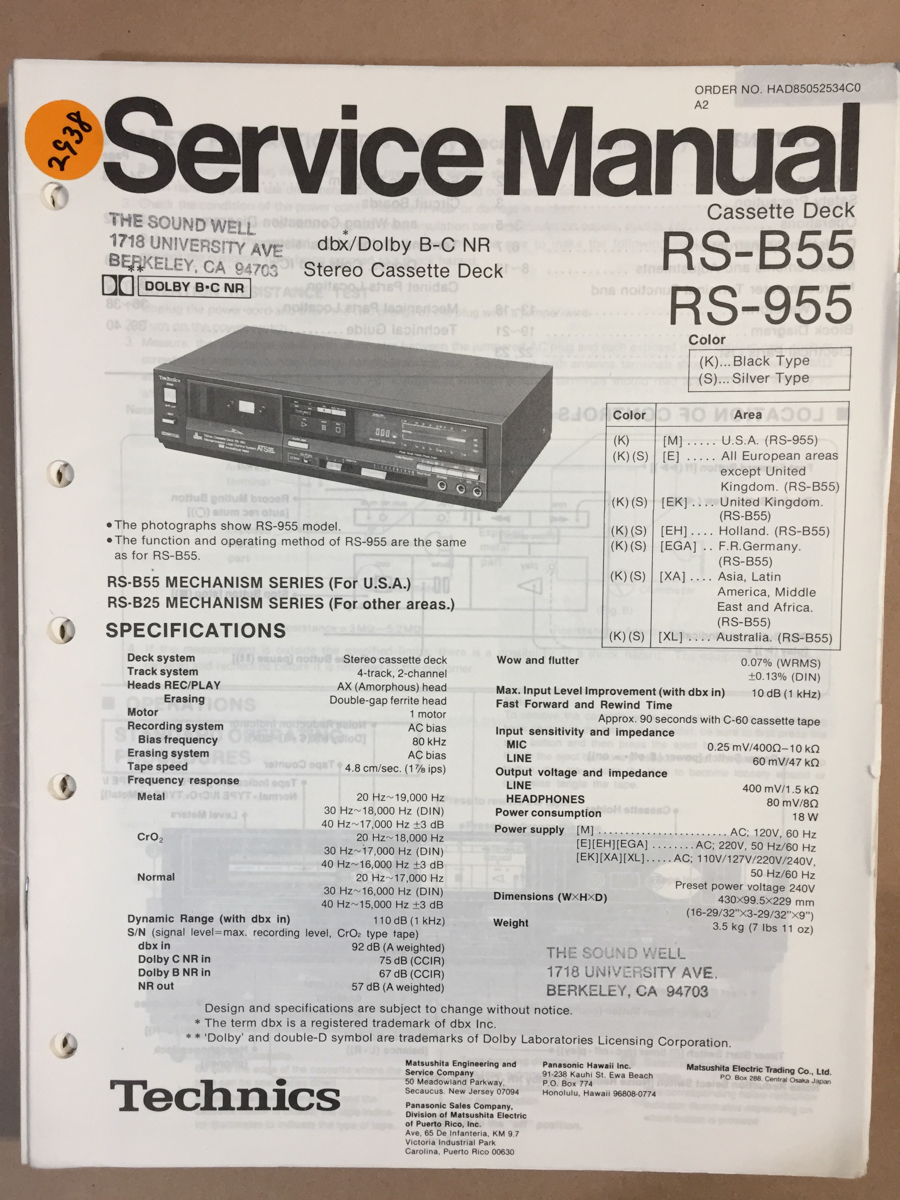 ORDER NO. HAD85052534C0
A2
2938
Service Manual
Cassette Deck
THE SOUND WELL
1718 UNIVERSITY AVE
BERKELEY, CA 94703
dbx*/Dolby B-C NR
Stereo Cassette Deck
RS-B55
RS-955
**
DOLBY B•C NR
Color
(K)...Black Type
(S)...Silver Type
Technics
Color Area
(K) [M] ..... U.S.A. (RS-955)
(K)(S) [E] ..... All European areas
except United
Kingdom. (RS-B55)
(K)(S) [EK] .... United Kingdom.
(RS-B55)
(K)(S) [EH] .... Holland. (RS-B55)
(K)(S) [EGA] .. F.R.Germany.
(RS-B55)
(K)(S) [XA] .... Asia, Latin
America, Middle
East and Africa.
(RS-B55)
(K)(S) [XL] .... Australia. (RS-B55)
• The photographs show RS-955 model.
• The function and operating method of RS-955 are the same
as for RS-B55.
RS-B55 MECHANISM SERIES (For U.S.A.)
RS-B25 MECHANISM SERIES (For other areas.)
SPECIFICATIONS
Deck system Stereo cassette deck
Track system 4-track, 2-channel
Heads REC/PLAY AX (Amorphous) head
Erasing Double-gap ferrite head
Motor 1 motor
Recording system AC bias
Bias frequency 80 kHz
Erasing system AC bias
Tape speed 4.8 cm/sec. (1⅞ ips)
Frequency response
Metal 20 Hz~19,000 Hz
30 Hz~18,000 Hz (DIN)
40 Hz~17,000 Hz ±3 dB
CrO₂ 20 Hz~18,000 Hz
30 Hz~17,000 Hz (DIN)
40 Hz~16,000 Hz ±3 dB
Normal 20 Hz~17,000 Hz
30 Hz~16,000 Hz (DIN)
40 Hz~15,000 Hz ±3 dB
Dynamic Range (with dbx in) 110 dB (1 kHz)
S/N (signal level=max. recording level, CrO₂ type tape)
dbx in 92 dB (A weighted)
Dolby C NR in 75 dB (CCIR)
Dolby B NR in 67 dB (CCIR)
NR out 57 dB (A weighted)
Wow and flutter 0.07% (WRMS)
±0.13% (DIN)
Max. Input Level Improvement (with dbx in) 10 dB (1 kHz)
Fast Forward and Rewind Time
Approx. 90 seconds with C-60 cassette tape
Input sensitivity and impedance
MIC 0.25 mV/400Ω–10 kΩ
LINE 60 mV/47 kΩ
Output voltage and impedance
LINE 400 mV/1.5 kΩ
HEADPHONES 80 mV/8Ω
Power consumption 18 W
Power supply [M] ....................... AC; 120V, 60 Hz
[E][EH][EGA] ........ AC; 220V, 50 Hz/60 Hz
[EK][XA][XL]..... AC; 110V/127V/220V/240V,
50 Hz/60 Hz
Preset power voltage 240V
Dimensions (W×H×D) 430×99.5×229 mm
(16-29/32"×3-29/32"×9")
Weight 3.5 kg (7 lbs 11 oz)
THE SOUND WELL
1718 UNIVERSITY AVE.
BERKELEY, CA 94703
Design and specifications are subject to change without notice.
* The term dbx is a registered trademark of dbx Inc.
** 'Dolby' and double-D symbol are trademarks of Dolby Laboratories Licensing Corporation.
Technics
Matsushita Engineering and
Service Company
50 Meadowland Parkway,
Secaucus. New Jersey 07094
Panasonic Sales Company,
Division of Matsushita Electric
of Puerto Rico, Inc.
Ave, 65 De Infanteria, KM 9.7
Victoria Industrial Park
Carolina, Puerto Rico 00630
Panasonic Hawaii Inc.
91-238 Kauhi St. Ewa Beach
P.O. Box 774
Honolulu, Hawaii 96808-0774
Matsushita Electric Trading Co., Ltd.
P.O. Box 288, Central Osaka Japan